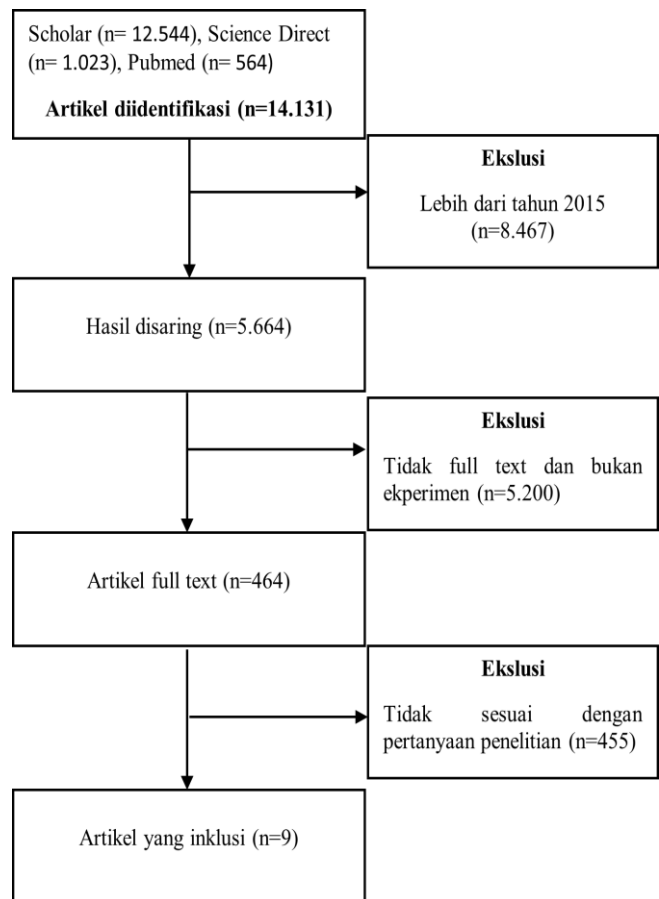 Scholar (n= 12.544), Science Direct
(n= 1.023), Pubmed (n= 564)
Artikel diidentifikasi (n=14.131)
Ekslusi
Lebih dari tahun 2015
(n=8.467)
Hasil disaring (n=5.664)
Ekslusi
Tidak full text dan bukan
ekperimen (n=5.200)
Artikel full text (n=464)
Ekslusi
Tidak sesuai dengan
pertanyaan penelitian (n=455)
Artikel yang inklusi (n=9)